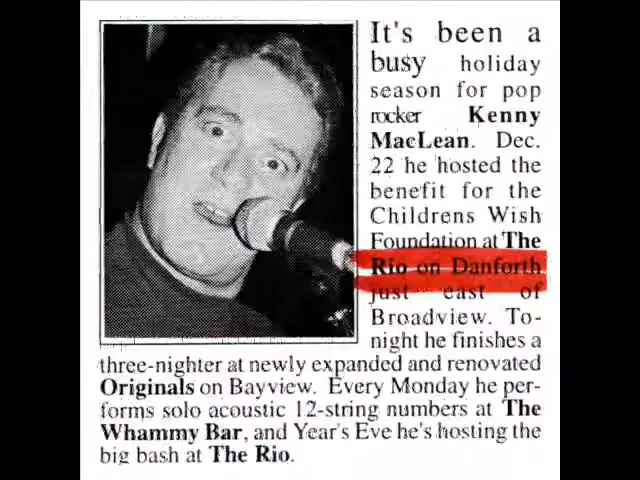 It's been a
busy holiday
season for pop
rocker Kenny
MacLean. Dec.
22 he hosted the
benefit for the
Childrens Wish
Foundation at The
Rio on Danforth
just east of
Broadview. To-
night he finishes a
three-nighter at newly expanded and renovated
Originals on Bayview. Every Monday he per-
forms solo acoustic 12-string numbers at The
Whammy Bar, and Year's Eve he's hosting the
big bash at The Rio.